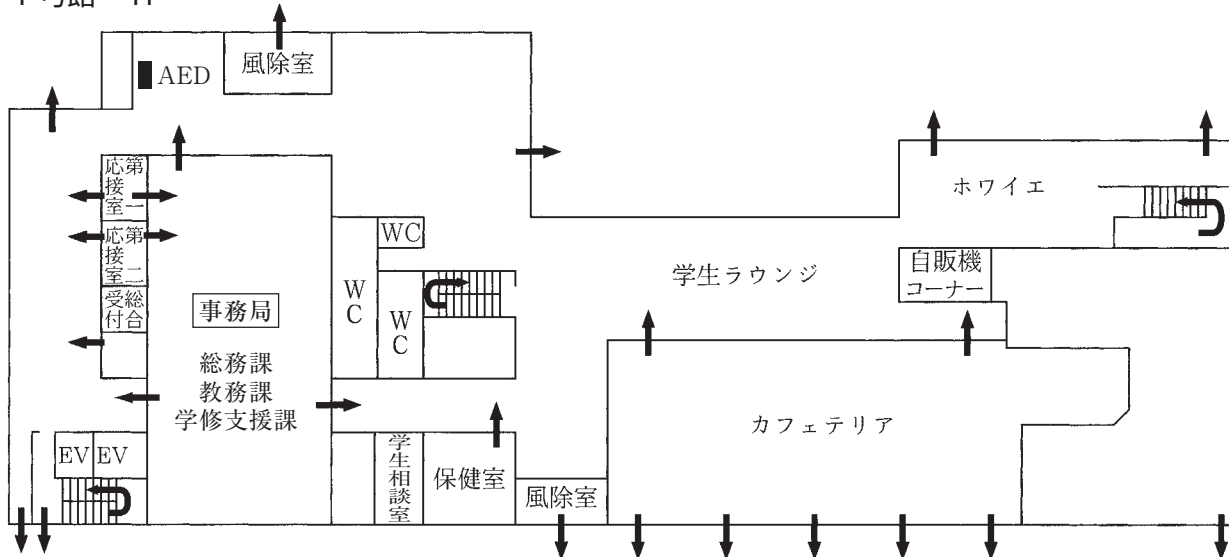 AED
風除室
第一応接室
第二応接室
総合受付
事務局
総務課
教務課
学修支援課
WC
WC
WC
学生ラウンジ
ホワイエ
自販機
コーナー
カフェテリア
EV
EV
学生相談室
保健室
風除室